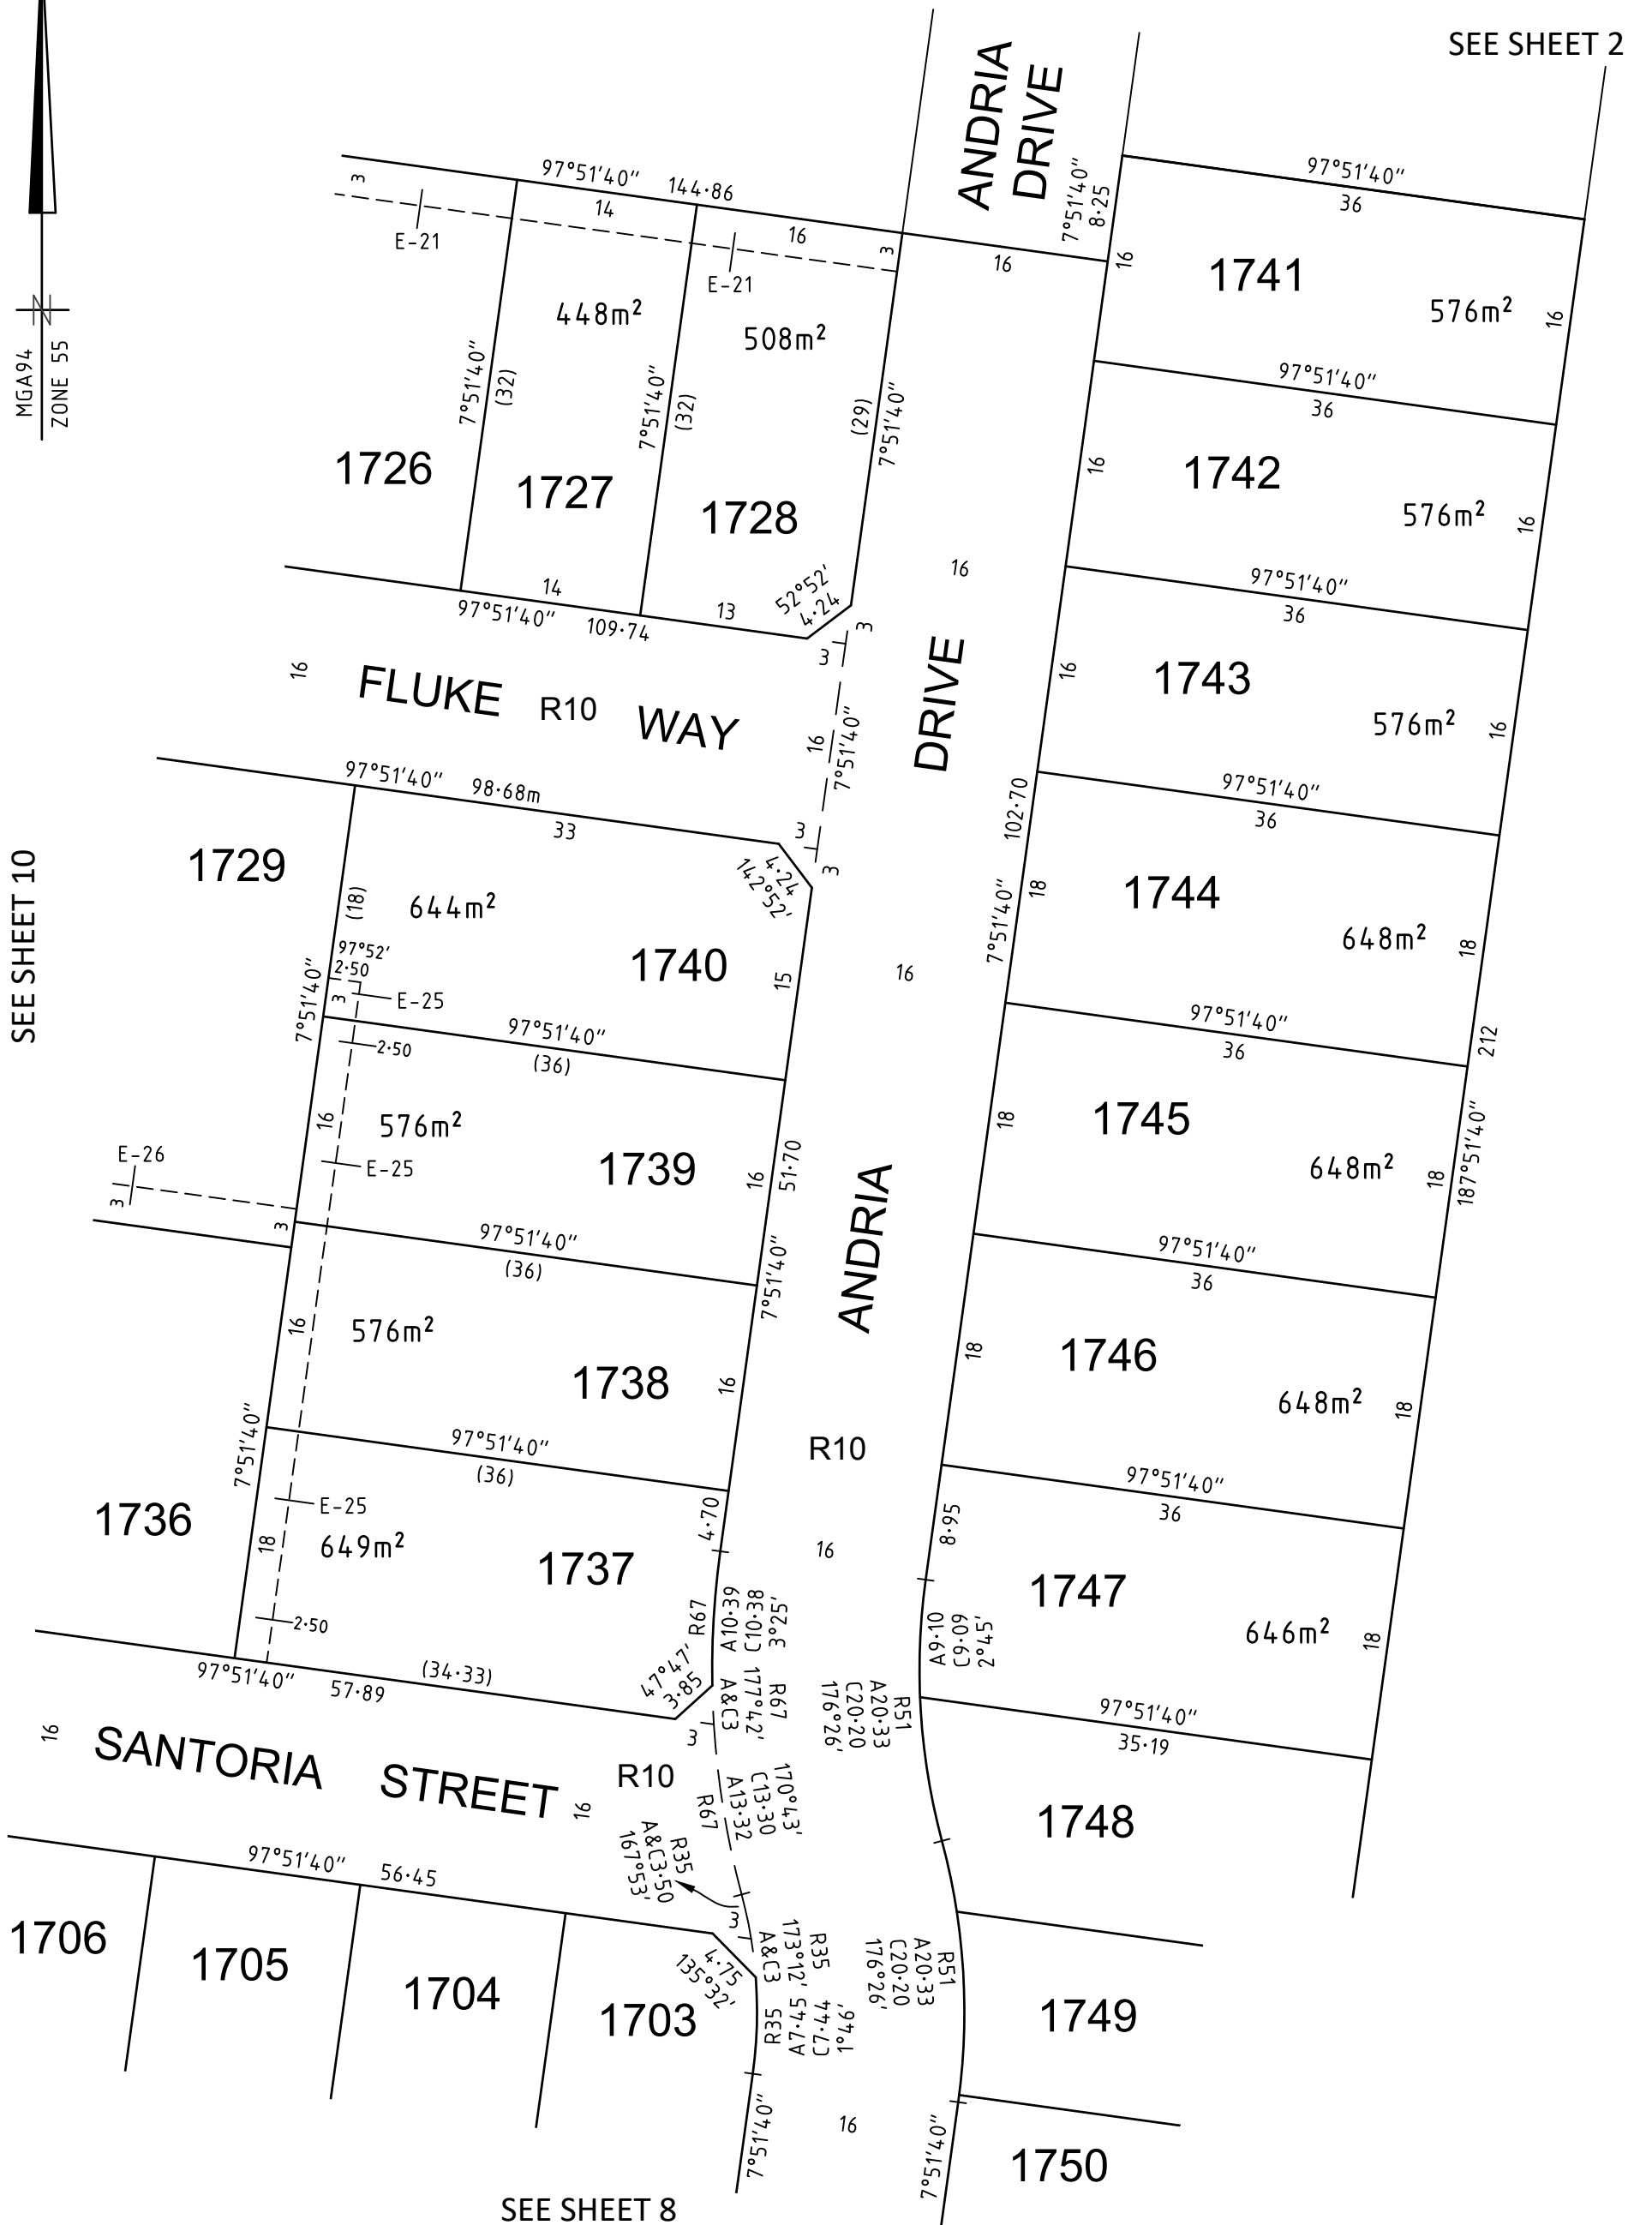 SEE SHEET 2
ANDRIA
DRIVE
7°51'40"
8·25
97°51'40"
36
16
1741
576m²
16
97°51'40" 144·86
3
14
16
3
16
E-21
E-21
448m²
508m²
MGA94
ZONE 55
N
7°51'40"
(32)
7°51'40"
(32)
(29)
7°51'40"
1726
1727
1728
97°51'40"
36
16
1742
576m²
16
14
97°51'40" 109·74
13
52°52'
4·24
3
3
16
97°51'40"
36
16
1743
576m²
16
16
FLUKE R10 WAY
16
7°51'40"
DRIVE
97°51'40" 98·68m
33
3
3
4·24
142°52'
102·70
7°51'40"
97°51'40"
36
18
1744
648m²
18
SEE SHEET 10
1729
(18)
644m²
1740
15
16
97°52'
2·50
3
E-25
7°51'40"
97°51'40"
(36)
2·50
97°51'40"
36
212
18
1745
648m²
18
187°51'40"
16
576m²
E-25
1739
16
51·70
E-26
3
3
97°51'40"
(36)
7°51'40"
ANDRIA
97°51'40"
36
18
1746
648m²
18
16
576m²
1738
16
R10
7°51'40"
97°51'40"
(36)
97°51'40"
36
8·95
1736
E-25
18
649m²
1737
4·70
16
1747
646m²
18
2·50
R67
A10·39
C10·38
3°25'
A9·10
C9·09
2°45'
97°51'40" 57·89
(34·33)
47°47'
3·85
R67
177°42'
A&C3
R51
A20·33
C20·20
176°26'
97°51'40"
35·19
16
SANTORIA STREET
16
R10
3
170°43'
C13·30
A13·32
R67
1748
97°51'40" 56·45
R35
A&C3·50
167°53'
3
1706
1705
1704
1703
4·75
135°32'
R35
173°12'
A&C3
R51
A20·33
C20·20
176°26'
1749
R35
A7·45
C7·44
1°46'
7°51'40"
16
7°51'40"
1750
SEE SHEET 8